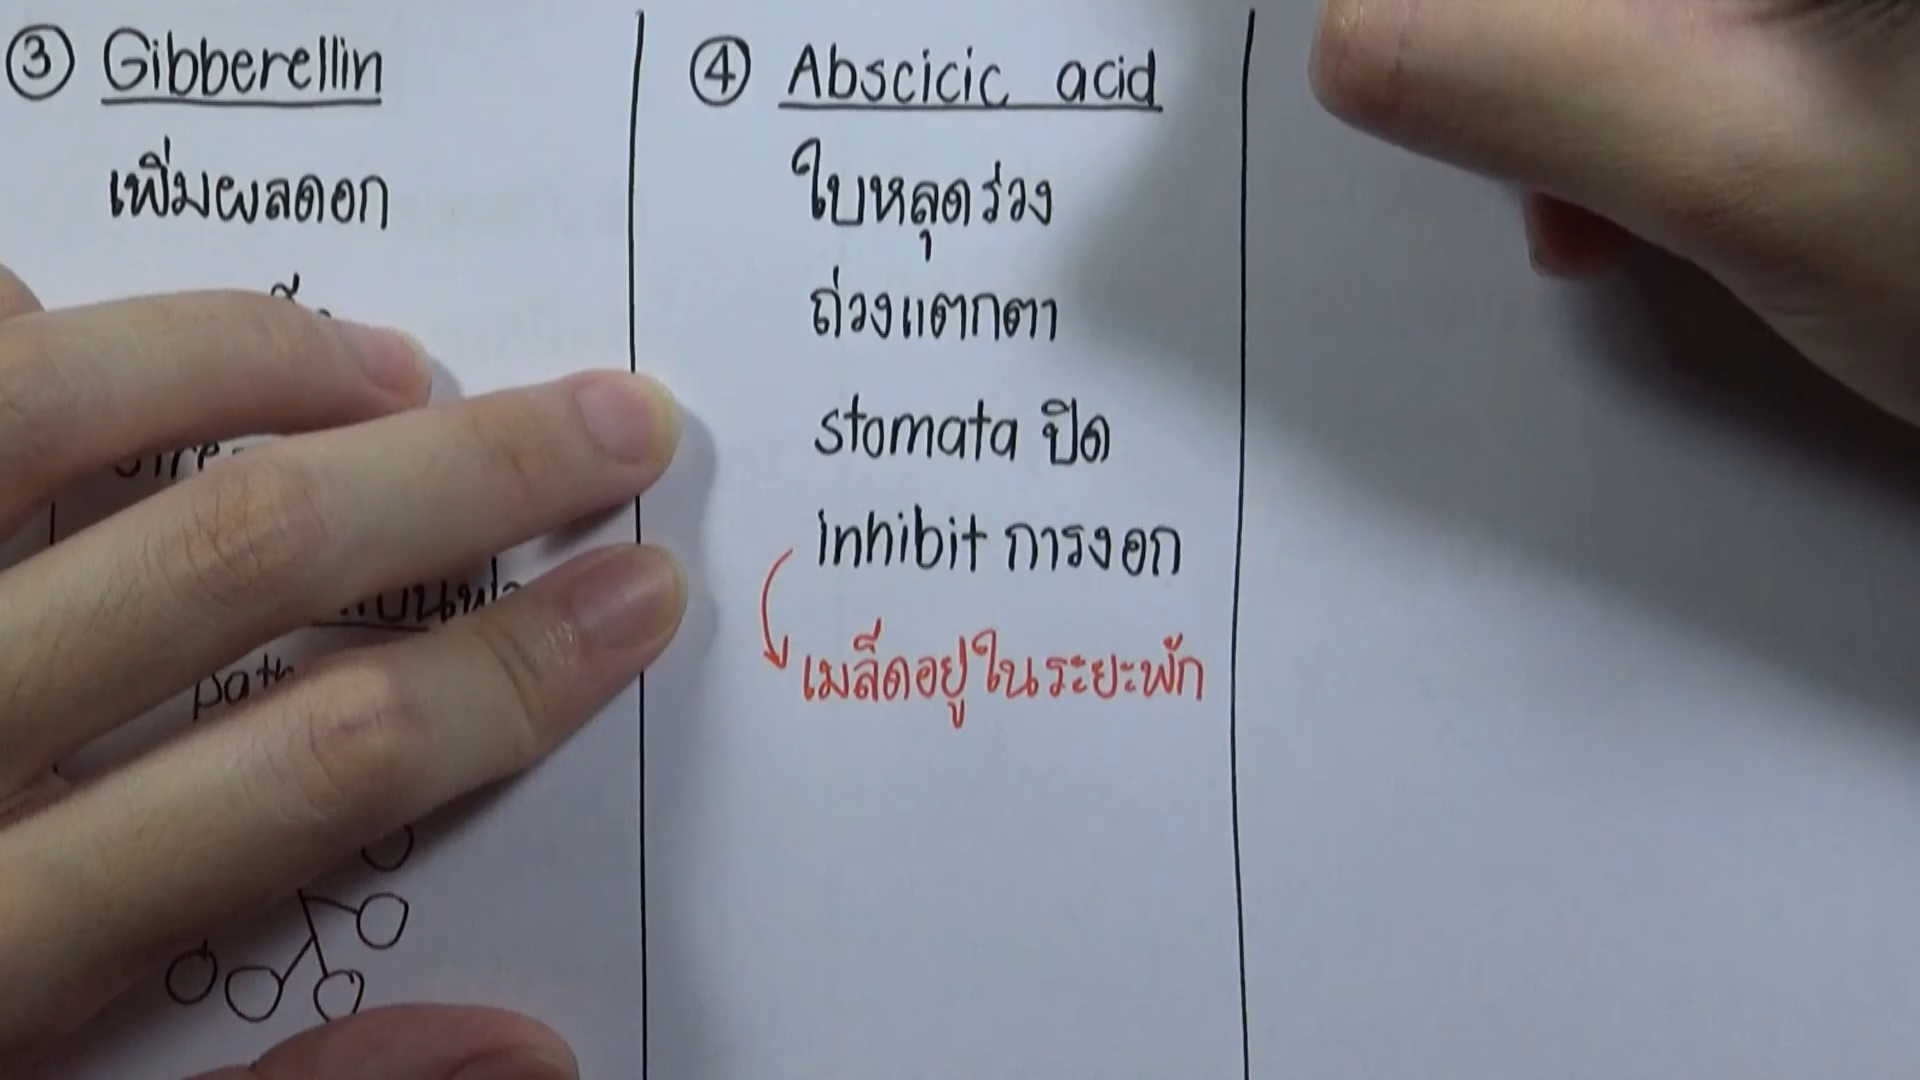 ③ Gibberellin
เพิ่มผลดอก
④ Abscicic acid
ใบหลุดร่วง
ถ่วงแตกตา
stomata ปิด
inhibit การงอก
เมล็ดอยู่ในระยะพัก